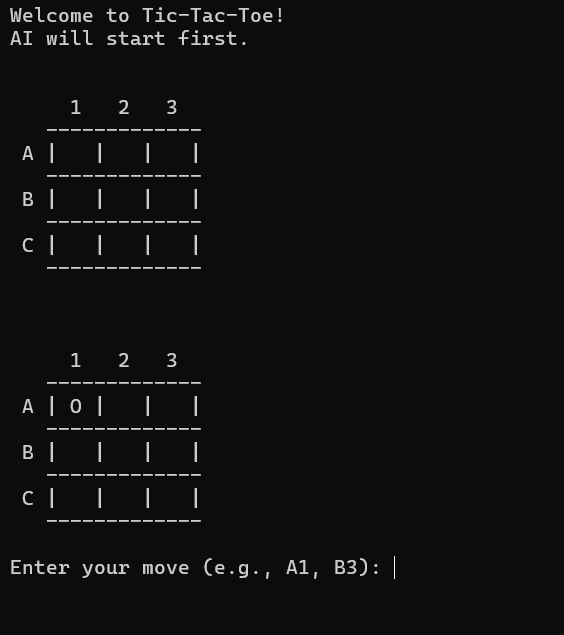 Welcome to Tic-Tac-Toe!
AI will start first.
1 2 3
-------------
A | | | |
-------------
B | | | |
-------------
C | | | |
-------------
1 2 3
-------------
A | O | | |
-------------
B | | | |
-------------
C | | | |
-------------
Enter your move (e.g., A1, B3):